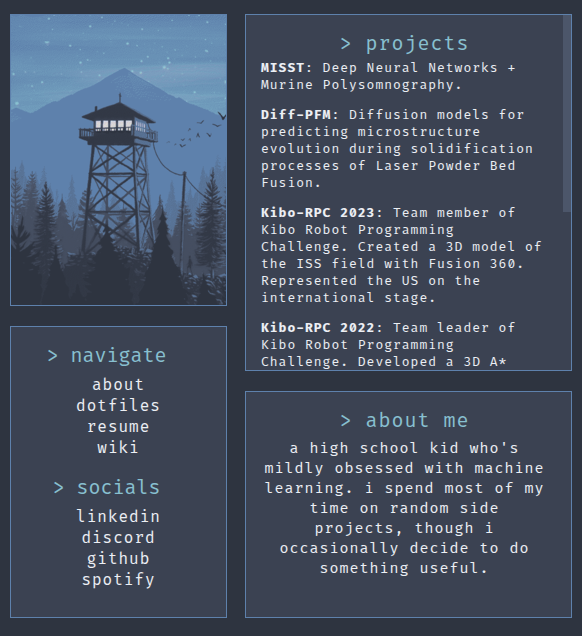 > projects
MISST: Deep Neural Networks +
Murine Polysomnography.
Diff-PFM: Diffusion models for
predicting microstructure
evolution during solidification
processes of Laser Powder Bed
Fusion.
Kibo-RPC 2023: Team member of
Kibo Robot Programming
Challenge. Created a 3D model of
the ISS field with Fusion 360.
Represented the US on the
international stage.
Kibo-RPC 2022: Team leader of
Kibo Robot Programming
Challenge. Developed a 3D A*
> navigate
about
dotfiles
resume
wiki
> socials
linkedin
discord
github
spotify
> about me
a high school kid who's
mildly obsessed with machine
learning. i spend most of my
time on random side
projects, though i
occasionally decide to do
something useful.